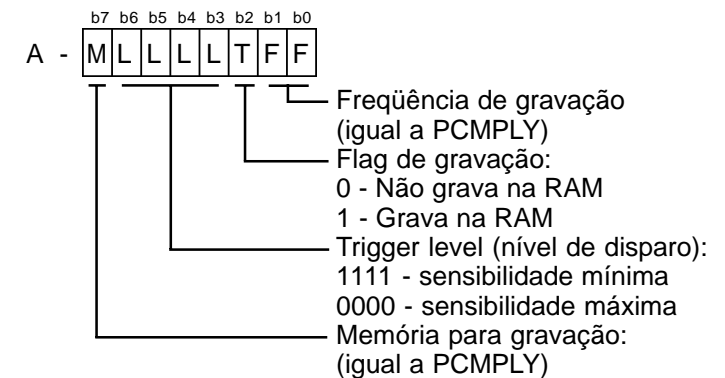 b7 b6 b5 b4 b3 b2 b1 b0
A - M L L L L T F F
Freqüência de gravação
(igual a PCMPLY)
Flag de gravação:
0 - Não grava na RAM
1 - Grava na RAM
Trigger level (nível de disparo):
1111 - sensibilidade mínima
0000 - sensibilidade máxima
Memória para gravação:
(igual a PCMPLY)